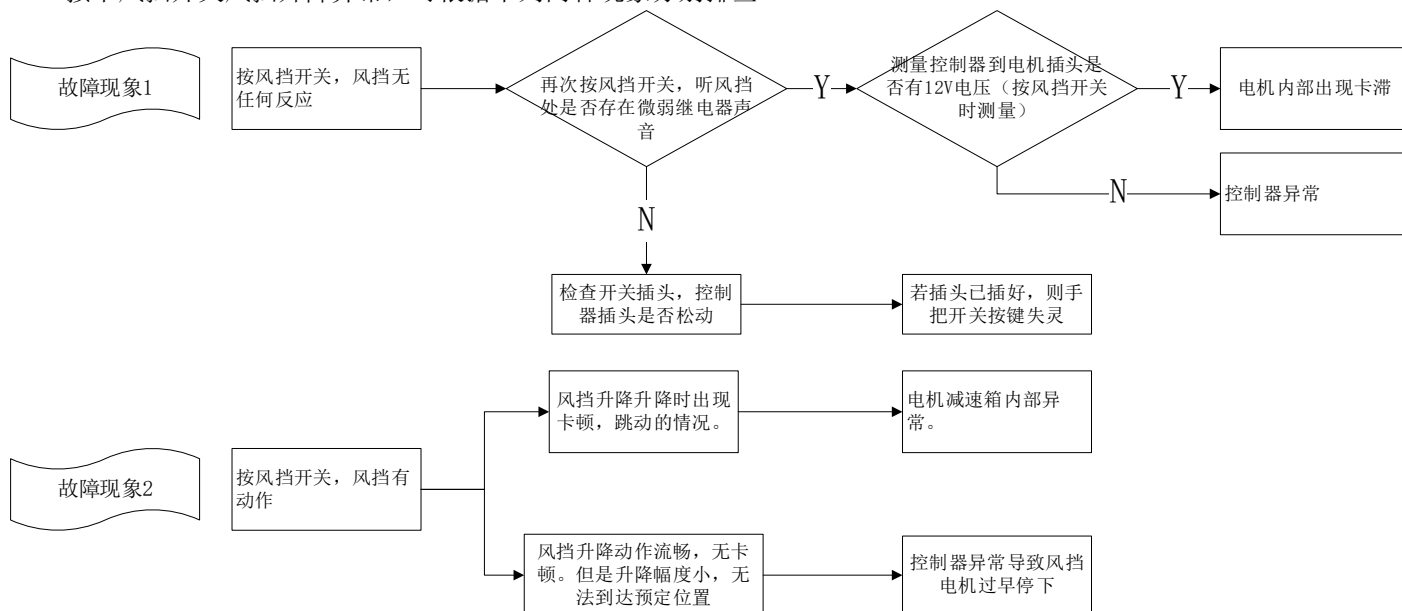 故障现象1
按风挡开关，风挡无
任何反应
再次按风挡开关，听风挡
处是否存在微弱继电器声
音
Y
测量控制器到电机插头是
否有12V电压（按风挡开关
时测量）
Y
电机内部出现卡滞
N
控制器异常
N
检查开关插头，控制
器插头是否松动
若插头已插好，则手
把开关按键失灵
故障现象2
按风挡开关，风挡有
动作
风挡升降升降时出现
卡顿，跳动的情况。
电机减速箱内部异
常。
风挡升降动作流畅，无卡
顿。但是升降幅度小，无
法到达预定位置
控制器异常导致风挡
电机过早停下